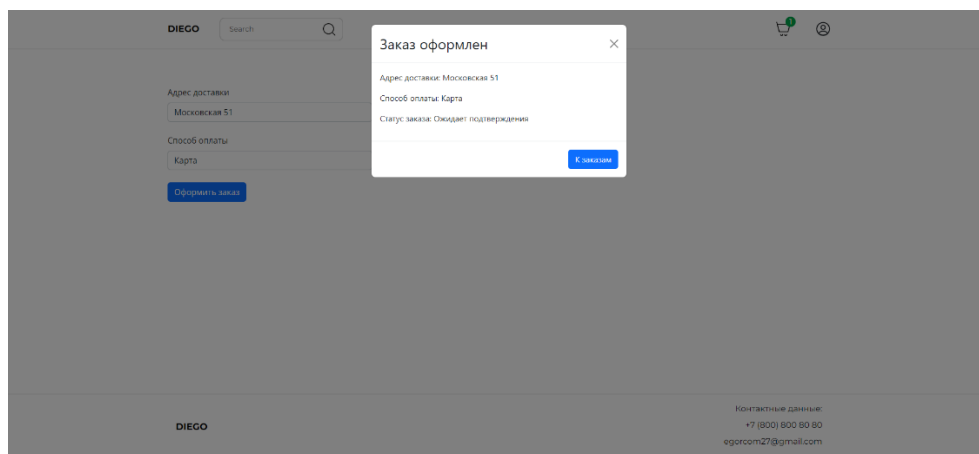 DIEGO
Search
1
Заказ оформлен
Адрес доставки: Московская 51
Способ оплаты: Карта
Статус заказа: Ожидает подтверждения
К заказам
Адрес доставки
Московская 51
Способ оплаты
Карта
Оформить заказ
DIEGO
Контактные данные:
+7 (800) 800 80 80
egorcom27@gmail.com